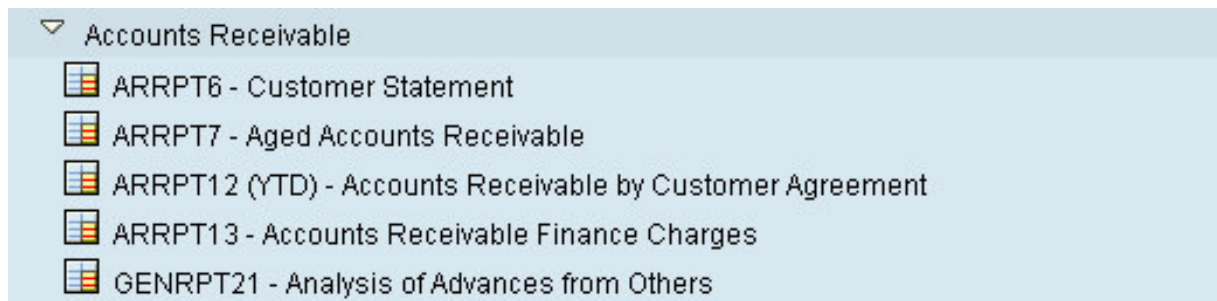 Accounts Receivable
ARRPT6 - Customer Statement
ARRPT7 - Aged Accounts Receivable
ARRPT12 (YTD) - Accounts Receivable by Customer Agreement
ARRPT13 - Accounts Receivable Finance Charges
GENRPT21 - Analysis of Advances from Others